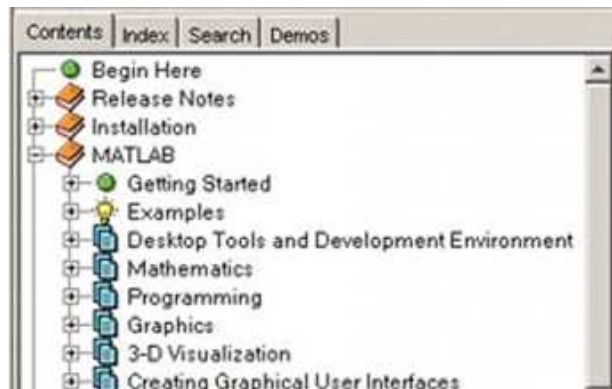 Contents Index Search Demos
Begin Here
Release Notes
Installation
MATLAB
Getting Started
Examples
Desktop Tools and Development Environment
Mathematics
Programming
Graphics
3-D Visualization
Creating Graphical User Interfaces